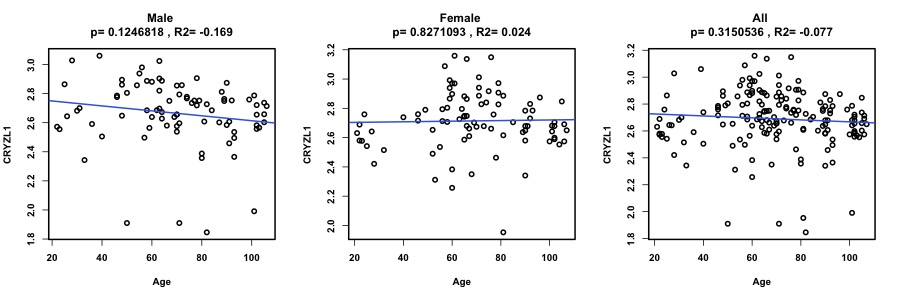 Male
p= 0.1246818 , R2= -0.169
CRYZL1
3.0
2.8
2.6
2.4
2.2
2.0
1.8
20 40 60 80 100
Age
Female
p= 0.8271093 , R2= 0.024
CRYZL1
3.2
3.0
2.8
2.6
2.4
2.2
2.0
20 40 60 80 100
Age
All
p= 0.3150536 , R2= -0.077
CRYZL1
3.2
3.0
2.8
2.6
2.4
2.2
2.0
1.8
20 40 60 80 100
Age